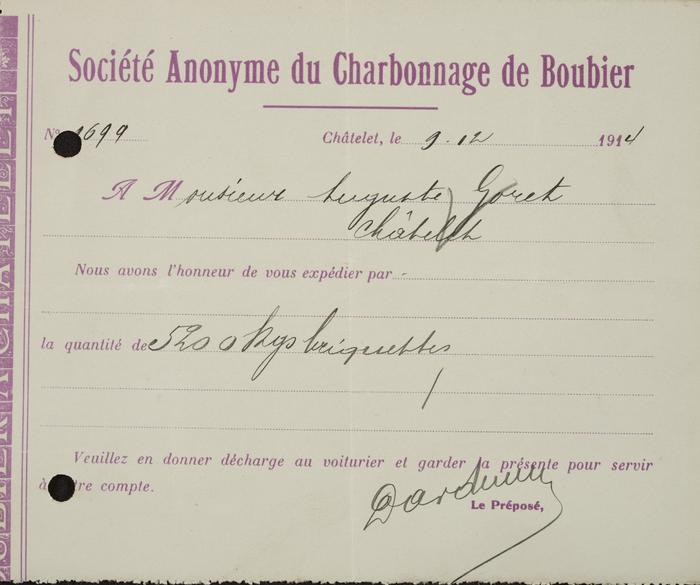 Société Anonyme du Charbonnage de Boubier
No 1699 Châtelet, le 9.12 1914
A Monsieur Auguste Goret
Châtelet
Nous avons l'honneur de vous expédier par -
la quantité de 5200 kgs briquettes
Veuillez en donner décharge au voiturier et garder la présente pour servir
à tre compte.
Le Préposé,